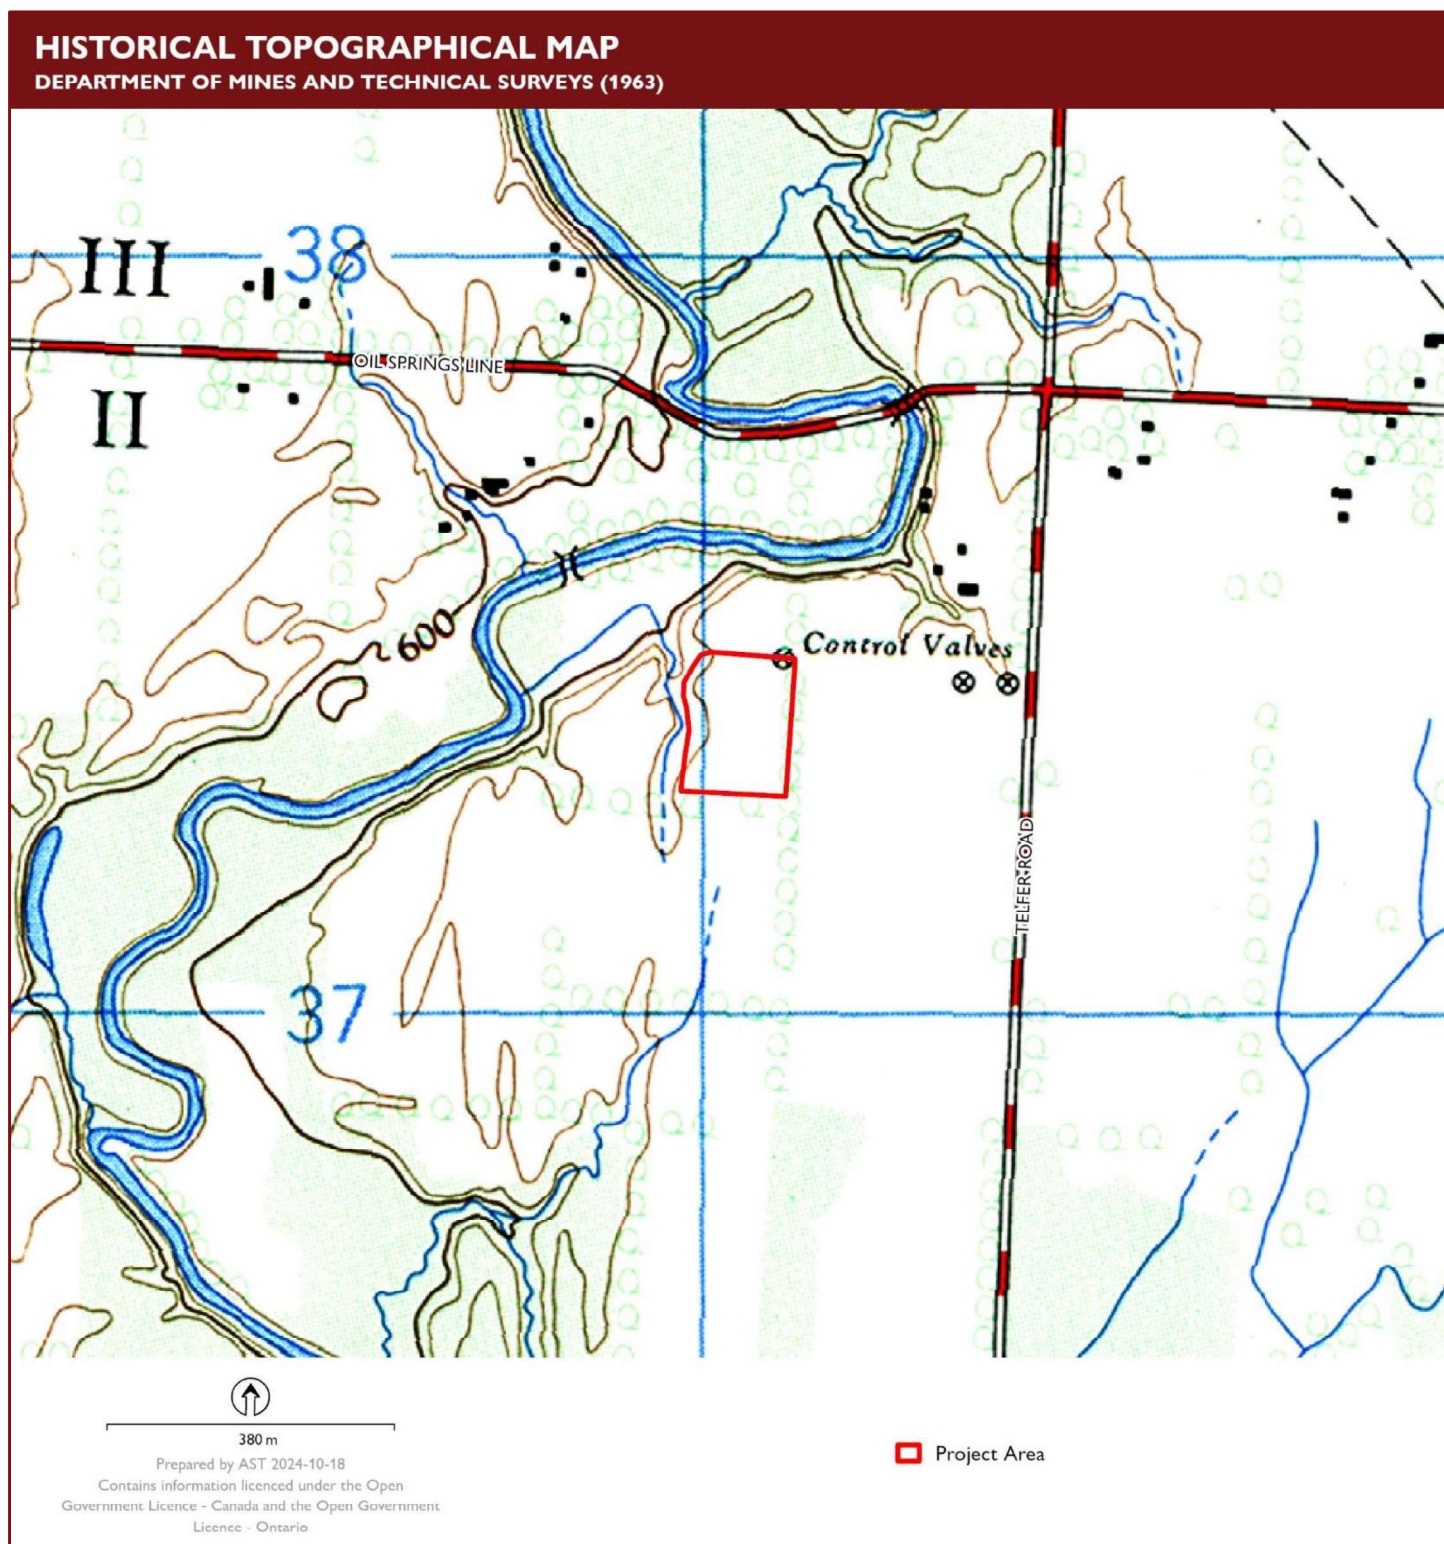 HISTORICAL TOPOGRAPHICAL MAP
DEPARTMENT OF MINES AND TECHNICAL SURVEYS (1963)
III
38
OIL SPRINGS LINE
II
600
Control Valves
TELFER ROAD
37
380 m
Prepared by AST 2024-10-18
Contains information licenced under the Open
Government Licence - Canada and the Open Government
Licence - Ontario
Project Area